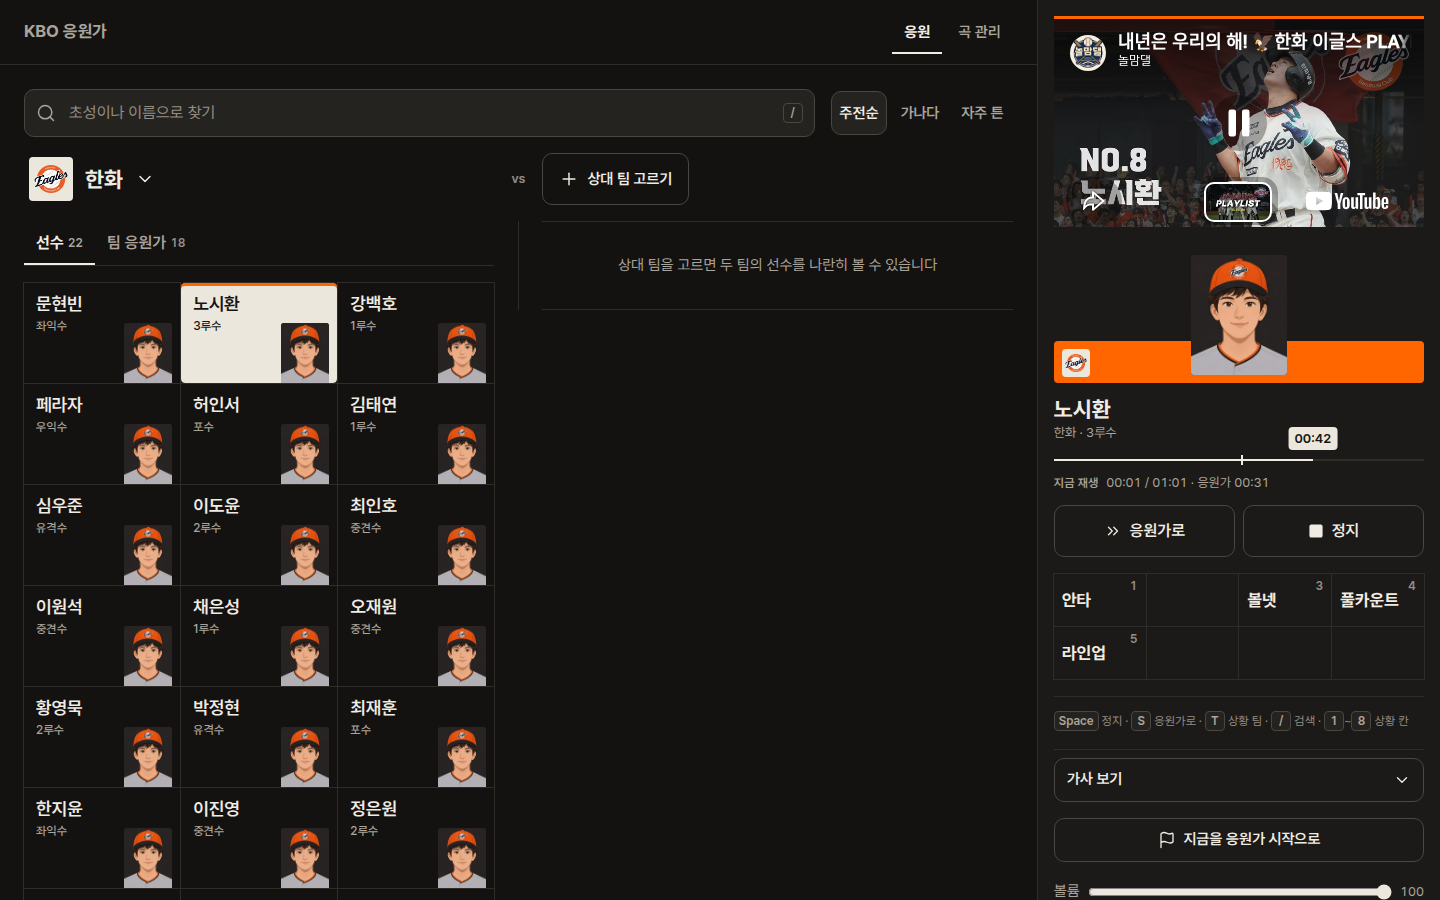 KBO 응원가
응원
곡 관리
초성이나 이름으로 찾기
/
주전순
가나다
자주 튼
Eagles
한화
vs
상대 팀 고르기
선수 22
팀 응원가 18
상대 팀을 고르면 두 팀의 선수를 나란히 볼 수 있습니다
문현빈
좌익수
노시환
3루수
강백호
1루수
페라자
우익수
허인서
포수
김태연
1루수
심우준
유격수
이도윤
2루수
최인호
중견수
이원석
중견수
채은성
1루수
오재원
중견수
황영묵
2루수
박정현
유격수
최재훈
포수
한지윤
좌익수
이진영
중견수
정은원
2루수
내년은 우리의 해! 🦅 한화 이글스 PLAY
놀맘댈
놀맘댈
Eagles
Eagles
NO.8
노시환
PLAYLIST
YouTube
Eagles
노시환
한화 · 3루수
00:42
지금 재생 00:01 / 01:01 · 응원가 00:31
응원가로
정지
안타 1
볼넷 3
풀카운트 4
라인업 5
Space 정지 · S 응원가로 · T 상황 팀 · / 검색 · 1 – 8 상황 칸
가사 보기
지금을 응원가 시작으로
볼륨 100